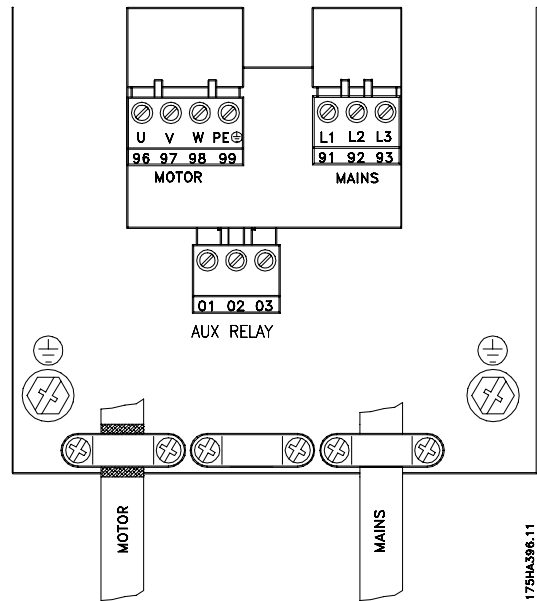 U V W PE
96 97 98 99
MOTOR
L1 L2 L3
91 92 93
MAINS
01 02 03
AUX RELAY
MOTOR
MAINS
175HA396.11